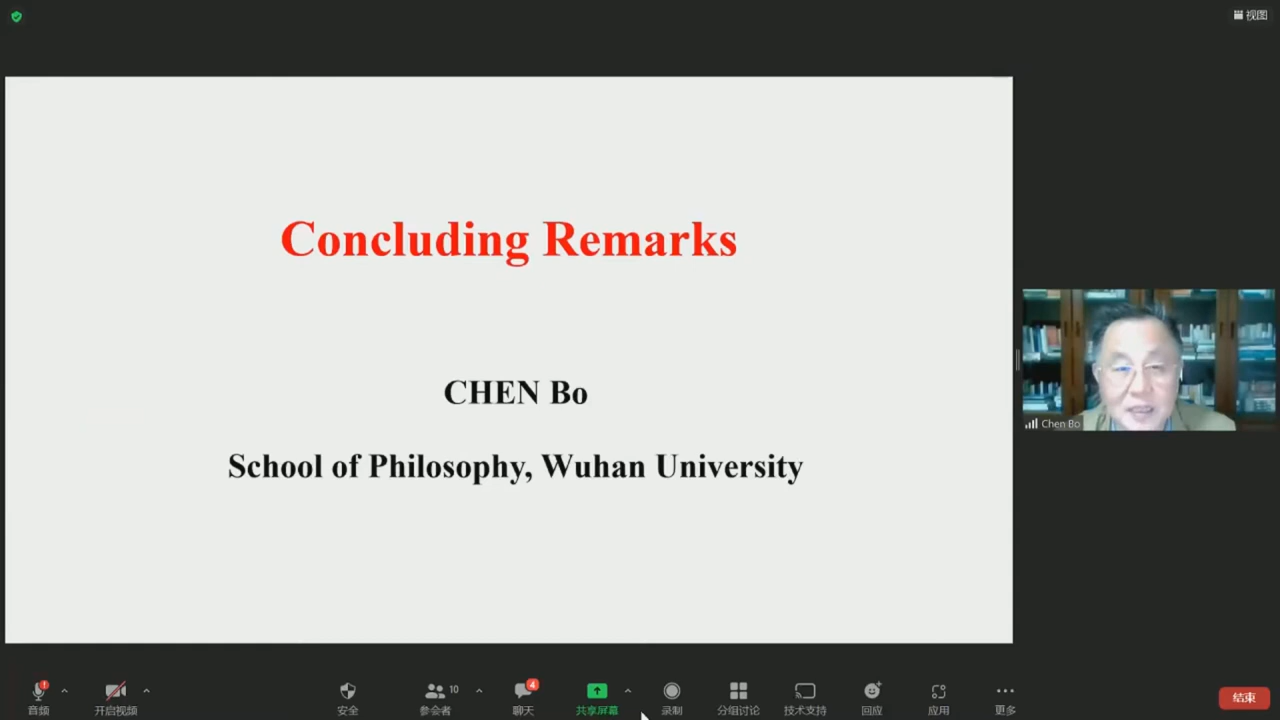 视图
Concluding Remarks
CHEN Bo
School of Philosophy, Wuhan University
Chen Bo
10
4
音频
开启视频
安全
参会者
聊天
共享屏幕
录制
分组讨论
技术支持
回应
应用
更多
结束